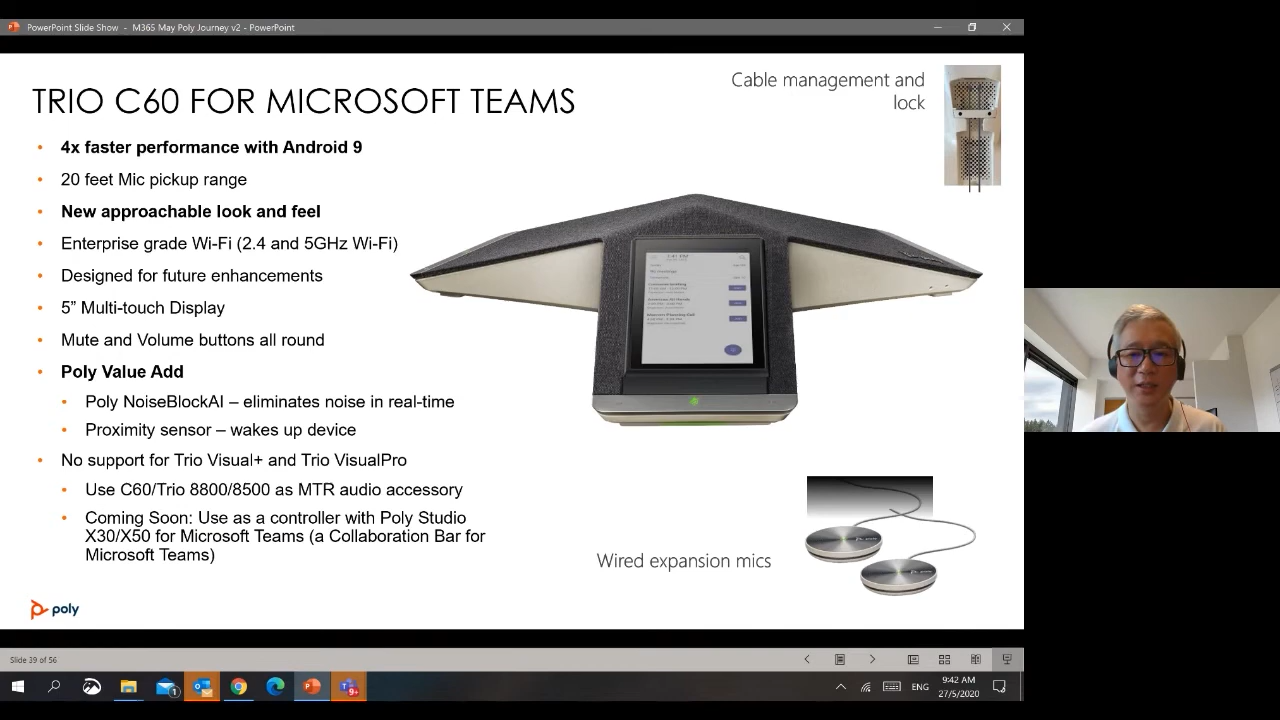 PowerPoint Slide Show - M365 May Poly Journey v2 - PowerPoint
Cable management and
lock
TRIO C60 FOR MICROSOFT TEAMS
• 4x faster performance with Android 9
• 20 feet Mic pickup range
• New approachable look and feel
• Enterprise grade Wi-Fi (2.4 and 5GHz Wi-Fi)
• Designed for future enhancements
• 5” Multi-touch Display
• Mute and Volume buttons all round
• Poly Value Add
• Poly NoiseBlockAI – eliminates noise in real-time
• Proximity sensor – wakes up device
• No support for Trio Visual+ and Trio VisualPro
• Use C60/Trio 8800/8500 as MTR audio accessory
• Coming Soon: Use as a controller with Poly Studio
X30/X50 for Microsoft Teams (a Collaboration Bar for
Microsoft Teams)
Wired expansion mics
poly
Slide 39 of 56
1
9+
ENG
9:42 AM
27/5/2020